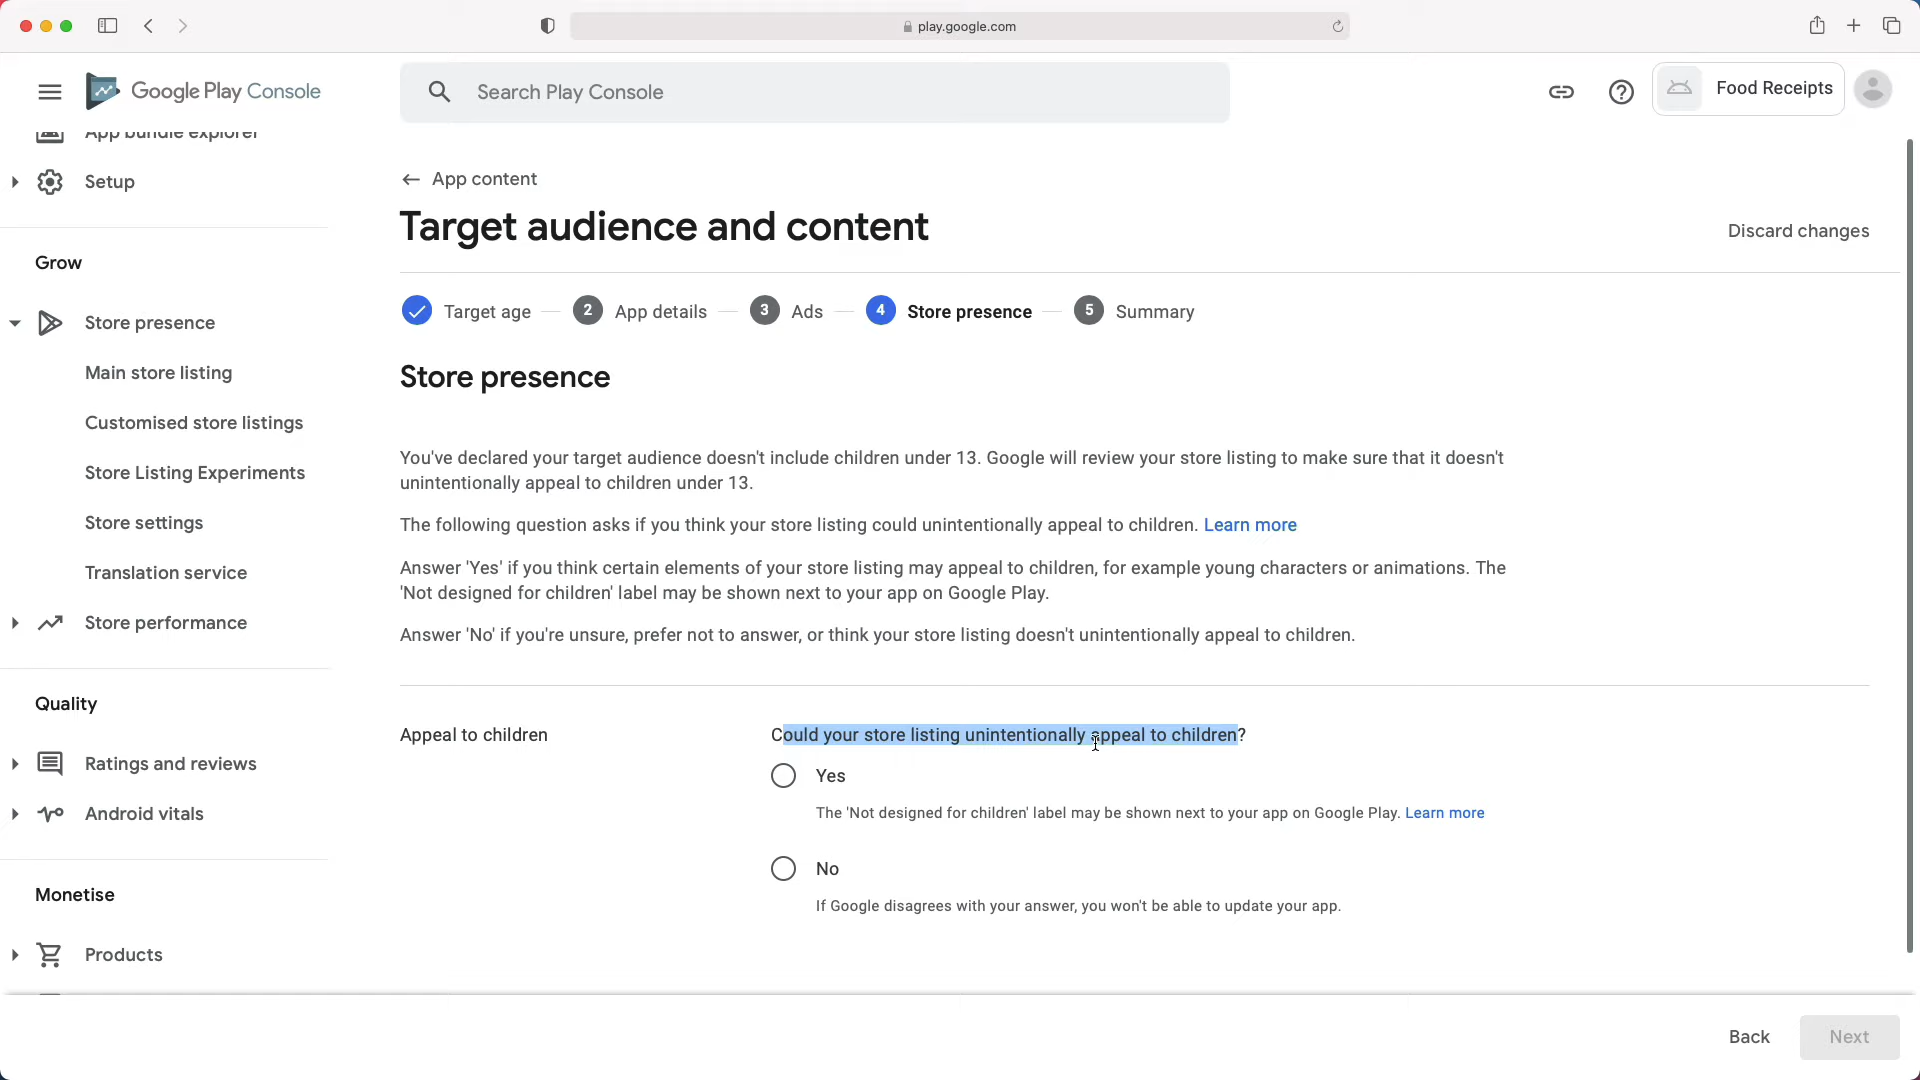 play.google.com
Google Play Console
Search Play Console
Food Receipts
App bundle explorer
Setup
Grow
Store presence
Main store listing
Customised store listings
Store Listing Experiments
Store settings
Translation service
Store performance
Quality
Ratings and reviews
Android vitals
Monetise
Products
App content
Target audience and content
Discard changes
Target age
2 App details
3 Ads
4 Store presence
5 Summary
Store presence
You've declared your target audience doesn't include children under 13. Google will review your store listing to make sure that it doesn't
unintentionally appeal to children under 13.
The following question asks if you think your store listing could unintentionally appeal to children. Learn more
Answer 'Yes' if you think certain elements of your store listing may appeal to children, for example young characters or animations. The
'Not designed for children' label may be shown next to your app on Google Play.
Answer 'No' if you're unsure, prefer not to answer, or think your store listing doesn't unintentionally appeal to children.
Appeal to children
Could your store listing unintentionally appeal to children?
Yes
The 'Not designed for children' label may be shown next to your app on Google Play. Learn more
No
If Google disagrees with your answer, you won't be able to update your app.
Back
Next